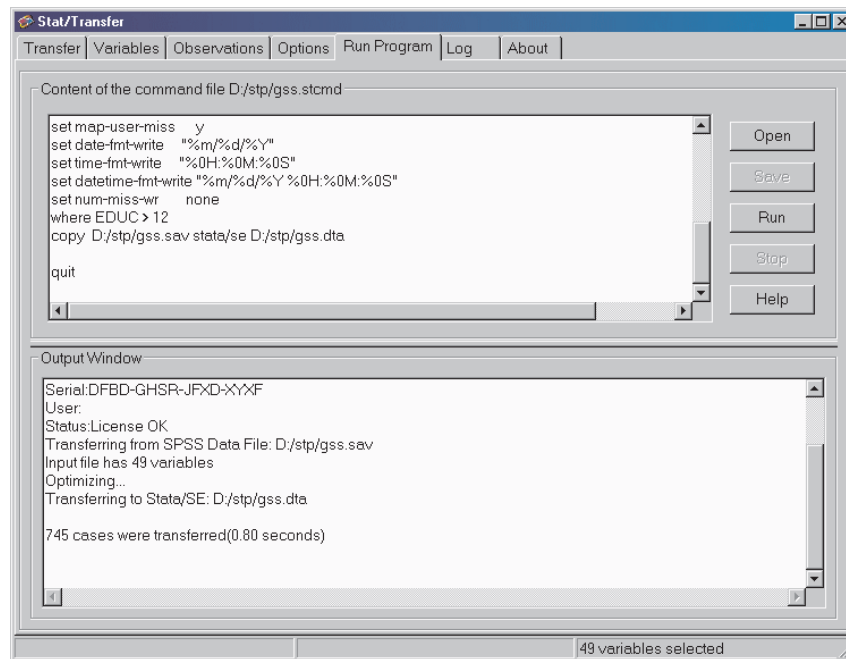 Stat/Transfer
Transfer Variables Observations Options Run Program Log About
Content of the command file D:/stp/gss.stcmd
set map-user-miss y
set date-fmt-write "%m/%d/%Y"
set time-fmt-write "%0H:%0M:%0S"
set datetime-fmt-write "%m/%d/%Y %0H:%0M:%0S"
set num-miss-wr none
where EDUC > 12
copy D:/stp/gss.sav stata/se D:/stp/gss.dta
quit
Open
Save
Run
Stop
Help
Output Window
Serial:DFBD-GHSR-JFXD-XYXF
User:
Status:License OK
Transferring from SPSS Data File: D:/stp/gss.sav
Input file has 49 variables
Optimizing...
Transferring to Stata/SE: D:/stp/gss.dta
745 cases were transferred(0.80 seconds)
49 variables selected